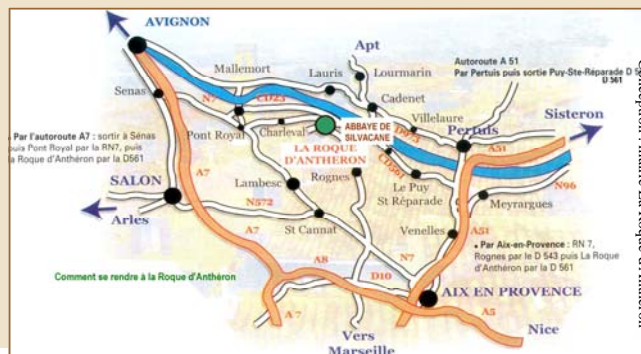 AVIGNON
Apt
Autoroute A 51
Par Pertuis puis sortie Puy-Ste-Réparade D 561
D 561
Mallemort
Lauris
Lourmarin
Senas
N7
CD23
Cadenet
Sisteron
Villelaure
Par l'autoroute A7 : sortir à Sénas
puis Pont Royal par la RN7, puis
la Roque d'Anthéron par la D561
Pont Royal
Charleval
ABBAYE DE
SILVACANE
D973
Pertuis
A51
LA ROQUE
D'ANTHERON
CD561
SALON
A7
Lambesc
Rognes
Le Puy
St Réparade
N96
Meyrargues
Arles
N572
St Cannat
A51
Venelles
A7
N7
• Par Aix-en-Provence : RN 7,
Rognes par le D 543 puis La Roque
d'Anthéron par la D 561
Comment se rendre à la Roque d'Anthéron
A8
D10
AIX EN PROVENCE
A7
A5
Vers
Marseille
Nice